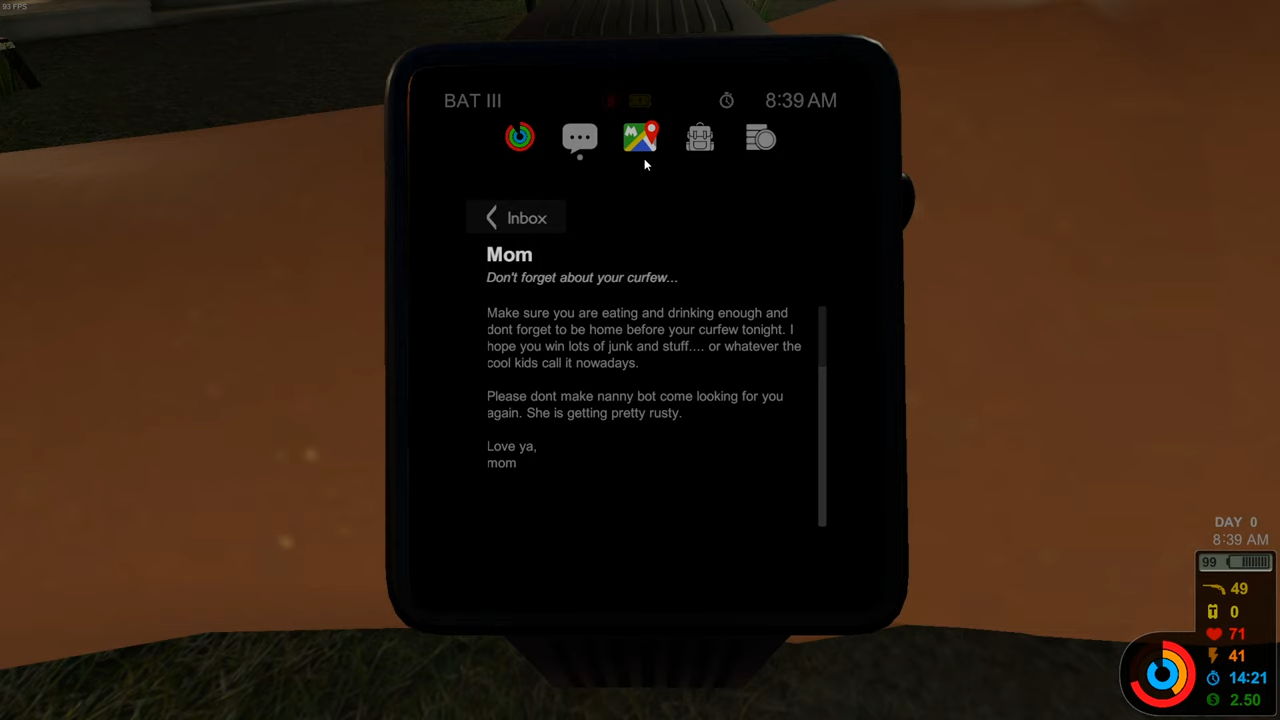 93 FPS
BAT III
8:39 AM
Inbox
Mom
Don't forget about your curfew...
Make sure you are eating and drinking enough and
dont forget to be home before your curfew tonight. I
hope you win lots of junk and stuff.... or whatever the
cool kids call it nowadays.
Please dont make nanny bot come looking for you
again. She is getting pretty rusty.
Love ya,
mom
DAY 0
8:39 AM
99
49
0
71
41
14:21
2.50